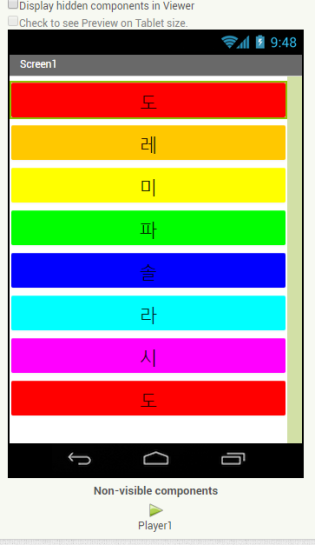 Display hidden components in Viewer
Check to see Preview on Tablet size.
9:48
Screen1
도
레
미
파
솔
라
시
도
Non-visible components
Player1